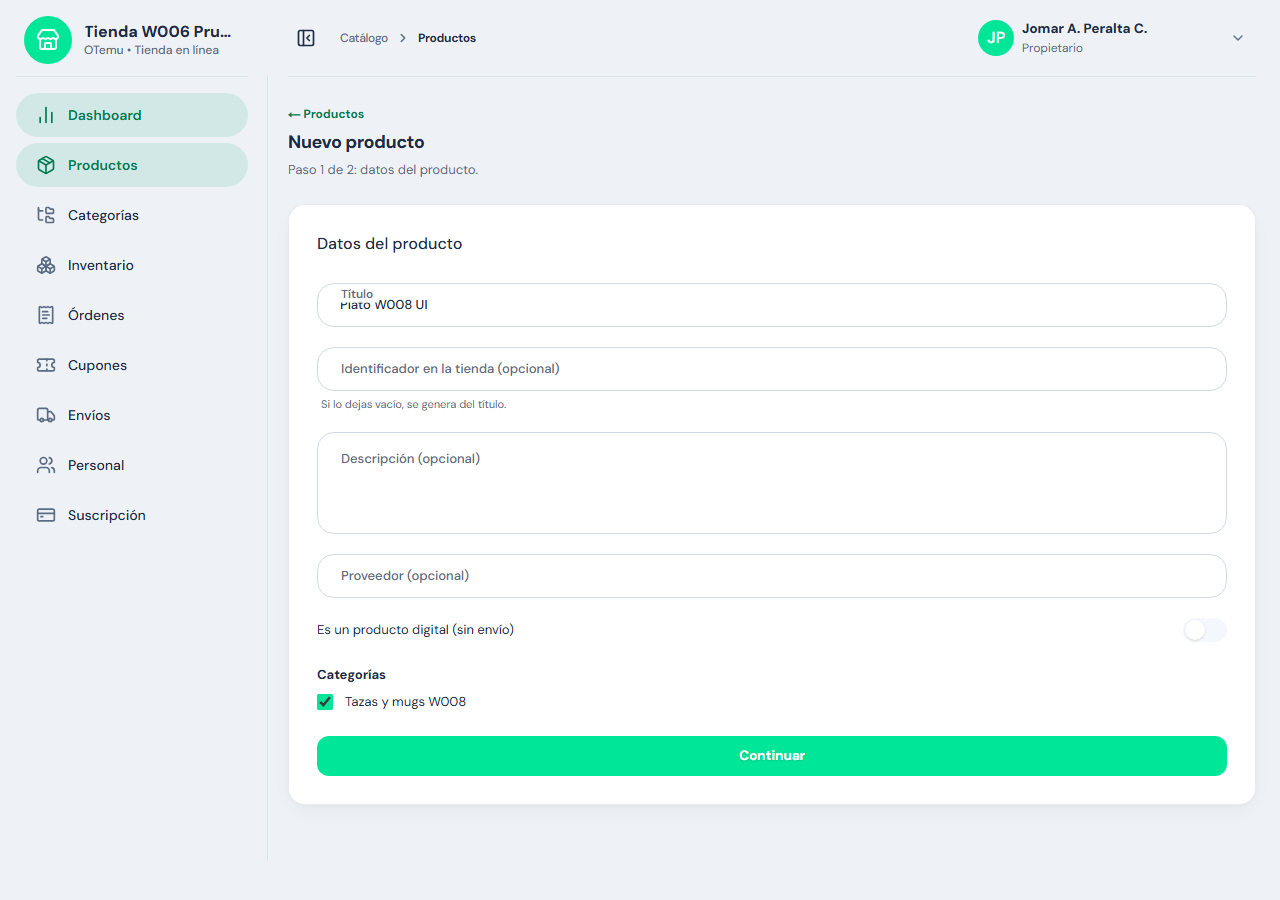 Tienda W006 Pru...
OTemu • Tienda en línea
Catálogo > Productos
JP
Jomar A. Peralta C.
Propietario
Dashboard
Productos
Categorías
Inventario
Órdenes
Cupones
Envíos
Personal
Suscripción
← Productos
Nuevo producto
Paso 1 de 2: datos del producto.
Datos del producto
Título
Plato W008 UI
Identificador en la tienda (opcional)
Si lo dejas vacío, se genera del título.
Descripción (opcional)
Proveedor (opcional)
Es un producto digital (sin envío)
Categorías
Tazas y mugs W008
Continuar